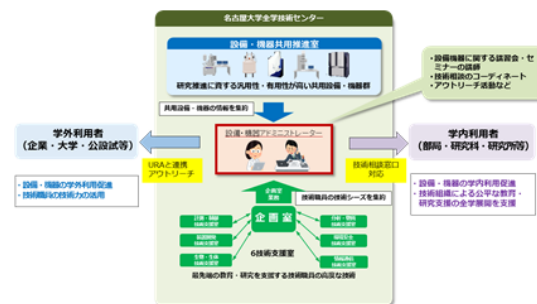 名古屋大学全学技術センター
設備・機器共用推進室
研究推進に資する汎用性・有用性が高い共用設備・機器群
・設備機器に関する講習会・セ
ミナーの講師
・技術相談のコーディネート
・アウトリーチ活動など
共用設備・機器の情報を集約
学外利用者
（企業・大学・公設試等）
設備・機器アドミニストレーター
学内利用者
（部局・研究科・研究所等）
URAと連携
アウトリーチ
技術相談窓口
対応
・設備・機器の学外利用促進
・技術職員の技術力の活用
・設備・機器の学内利用促進
・技術組織による公平な教育・
研究支援の全学展開を支援
企画室
業務
技術職員の技術シーズを集約
企画室
6技術支援室
最先端の教育・研究を支援する技術職員の高度な技術